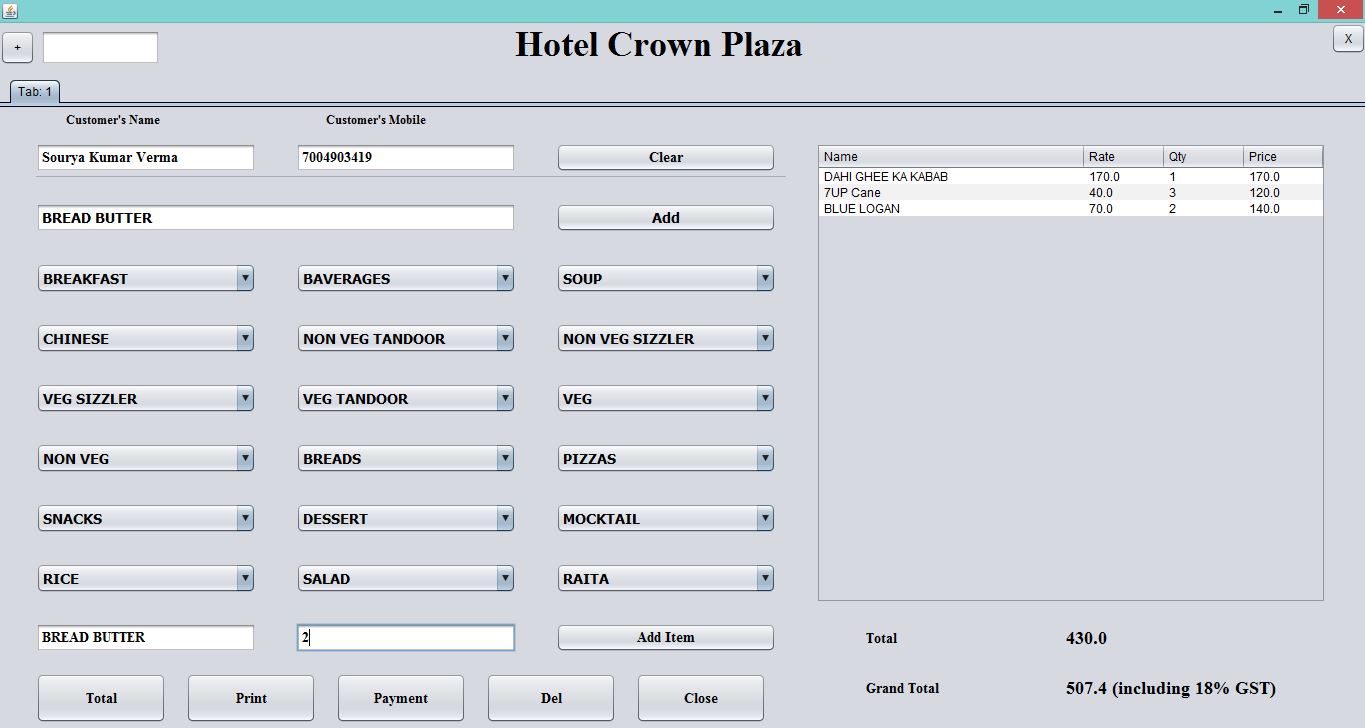 Hotel Crown Plaza
+
X
Tab: 1
Customer's Name Customer's Mobile
Sourya Kumar Verma 7004903419 Clear
BREAD BUTTER Add
BREAKFAST BAVERAGES SOUP
CHINESE NON VEG TANDOOR NON VEG SIZZLER
VEG SIZZLER VEG TANDOOR VEG
NON VEG BREADS PIZZAS
SNACKS DESSERT MOCKTAIL
RICE SALAD RAITA
BREAD BUTTER 2 Add Item
Total Print Payment Del Close
Name Rate Qty Price
DAHI GHEE KA KABAB 170.0 1 170.0
7UP Cane 40.0 3 120.0
BLUE LOGAN 70.0 2 140.0
Total 430.0
Grand Total 507.4 (including 18% GST)